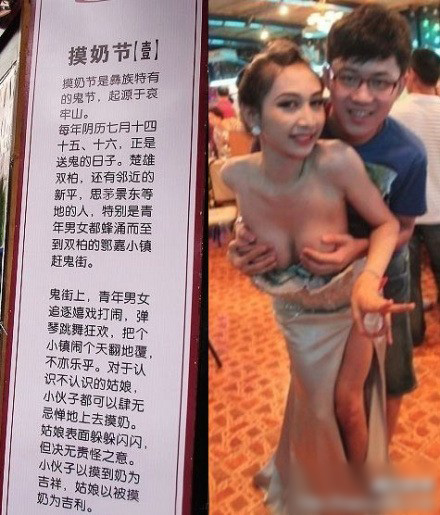 摸奶节【壹】
摸奶节是彝族特有
的鬼节，起源于哀
牢山。
每年阴历七月十四
十五、十六，正是
送鬼的日子。楚雄
双柏，还有邻近的
新平，思茅景东等
地的人，特别是青
年男女都蜂涌而至
到双柏的鄂嘉小镇
赶鬼街。
鬼街上，青年男女
追逐嬉戏打闹，弹
琴跳舞狂欢，把个
小镇闹个天翻地覆，
不亦乐乎。对于认
识不认识的姑娘，
小伙子都可以肆无
忌惮地上去摸奶。
姑娘表面躲躲闪闪，
但决无责怪之意。
小伙子以摸到奶为
吉祥，姑娘以被摸
奶为吉利。